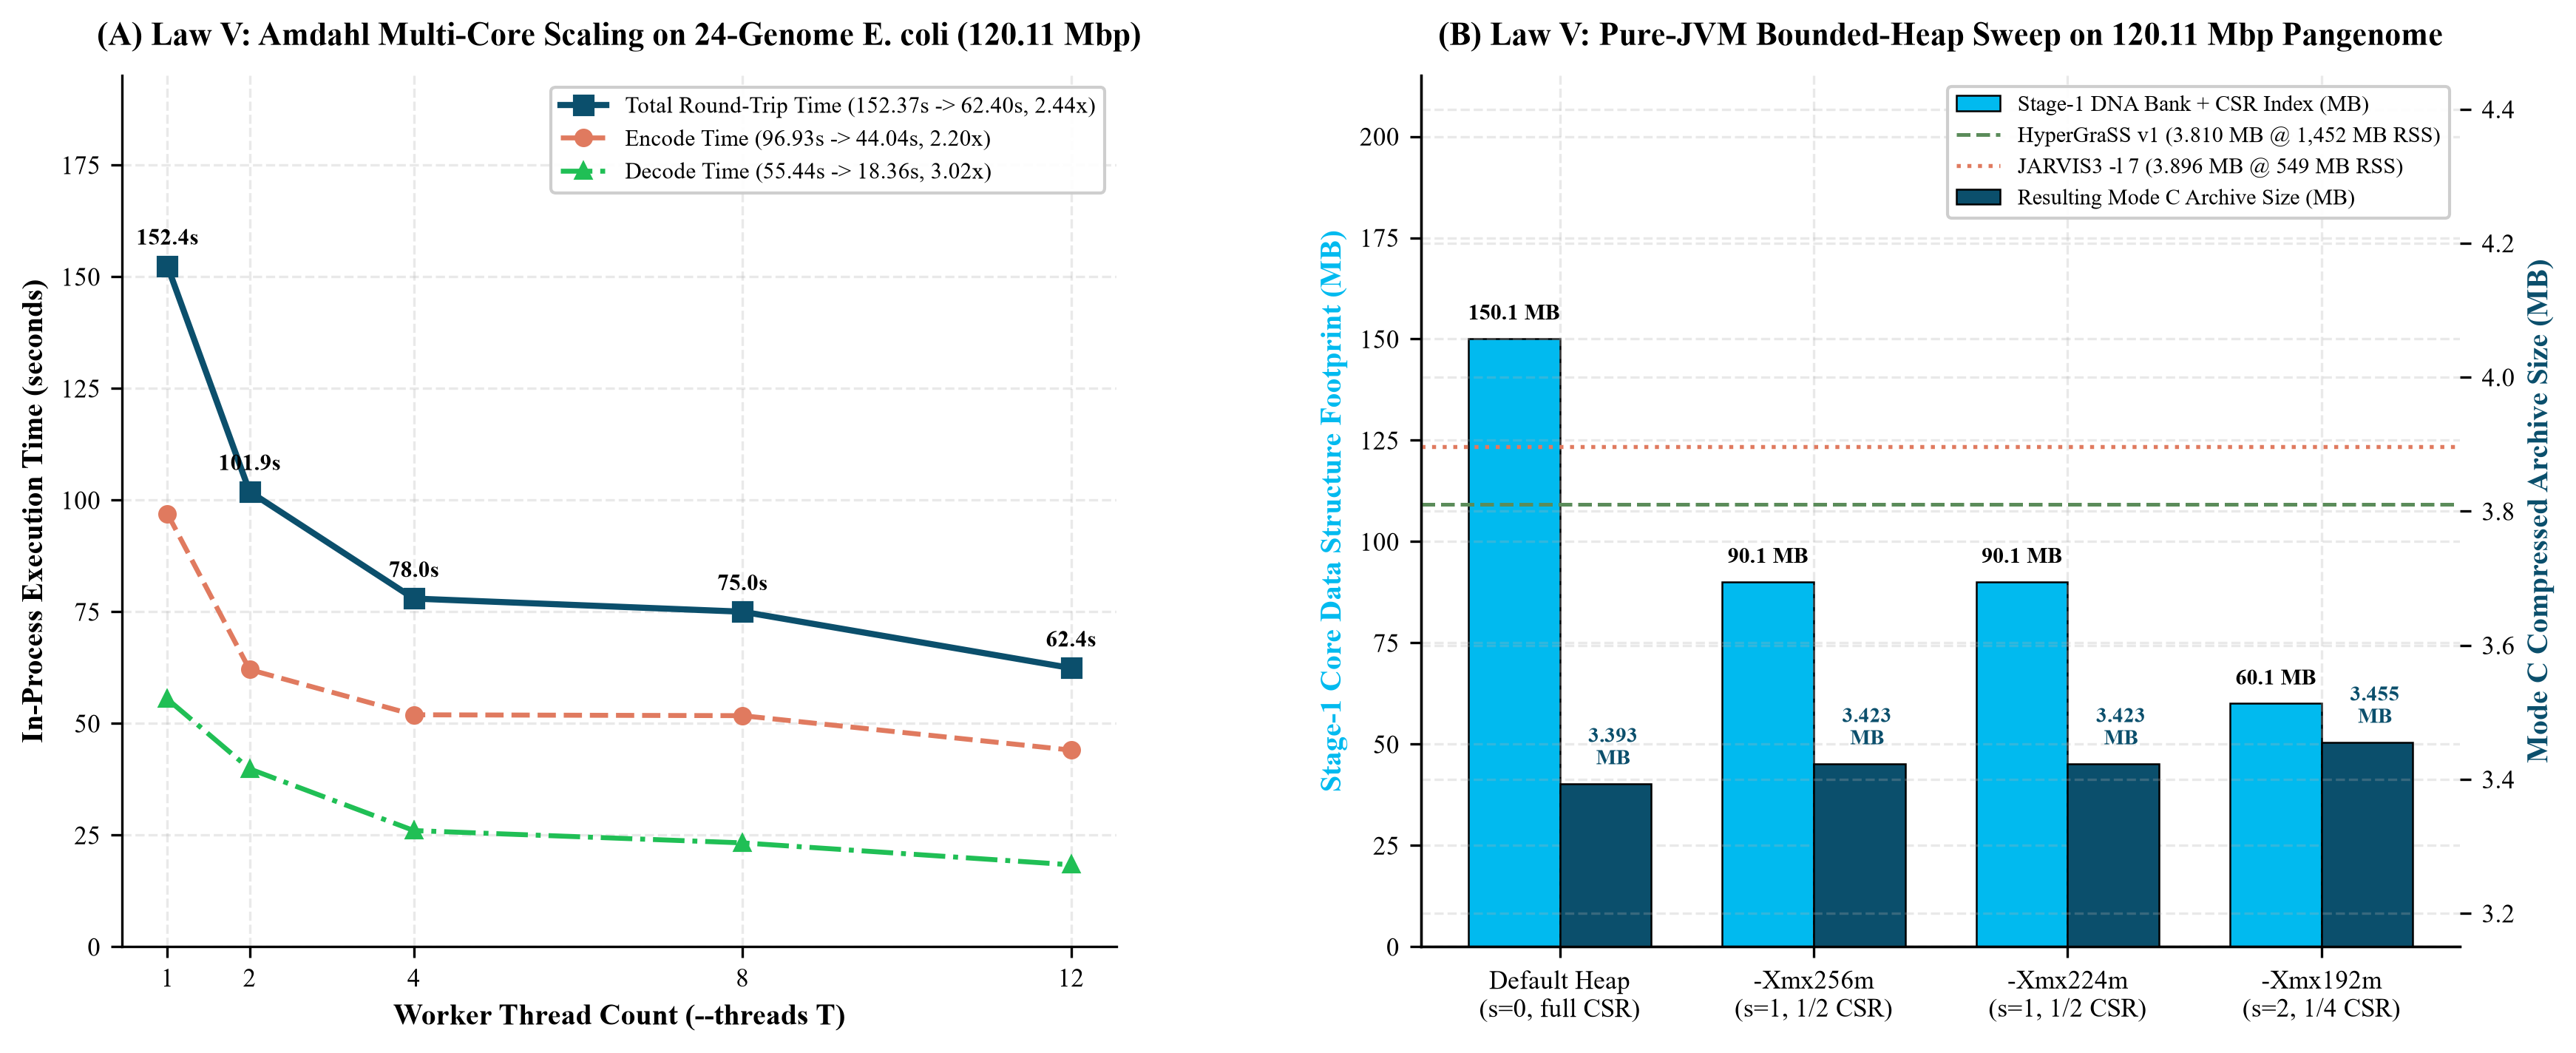 (A) Law V: Amdahl Multi-Core Scaling on 24-Genome E. coli (120.11 Mbp)
Total Round-Trip Time (152.37s -> 62.40s, 2.44x)
Encode Time (96.93s -> 44.04s, 2.20x)
Decode Time (55.44s -> 18.36s, 3.02x)
In-Process Execution Time (seconds)
175
150
125
100
75
50
25
0
152.4s
101.9s
78.0s
75.0s
62.4s
1
2
4
8
12
Worker Thread Count (--threads T)
(B) Law V: Pure-JVM Bounded-Heap Sweep on 120.11 Mbp Pangenome
Stage-1 DNA Bank + CSR Index (MB)
HyperGraSS v1 (3.810 MB @ 1,452 MB RSS)
JARVIS3 -l 7 (3.896 MB @ 549 MB RSS)
Resulting Mode C Archive Size (MB)
Stage-1 Core Data Structure Footprint (MB)
200
175
150
125
100
75
50
25
0
150.1 MB
90.1 MB
90.1 MB
60.1 MB
3.393
MB
3.423
MB
3.423
MB
3.455
MB
Default Heap
(s=0, full CSR)
-Xmx256m
(s=1, 1/2 CSR)
-Xmx224m
(s=1, 1/2 CSR)
-Xmx192m
(s=2, 1/4 CSR)
4.4
4.2
4.0
3.8
3.6
3.4
3.2
Mode C Compressed Archive Size (MB)